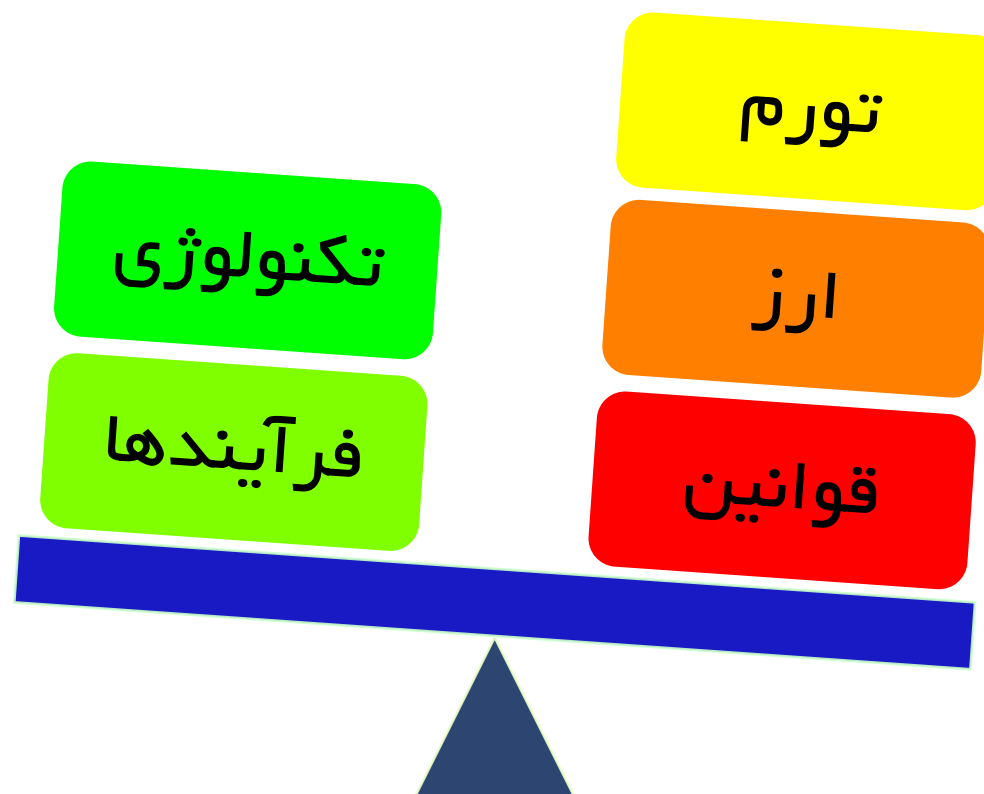 تورم
ارز
قوانین
تکنولوژی
فرآیندها